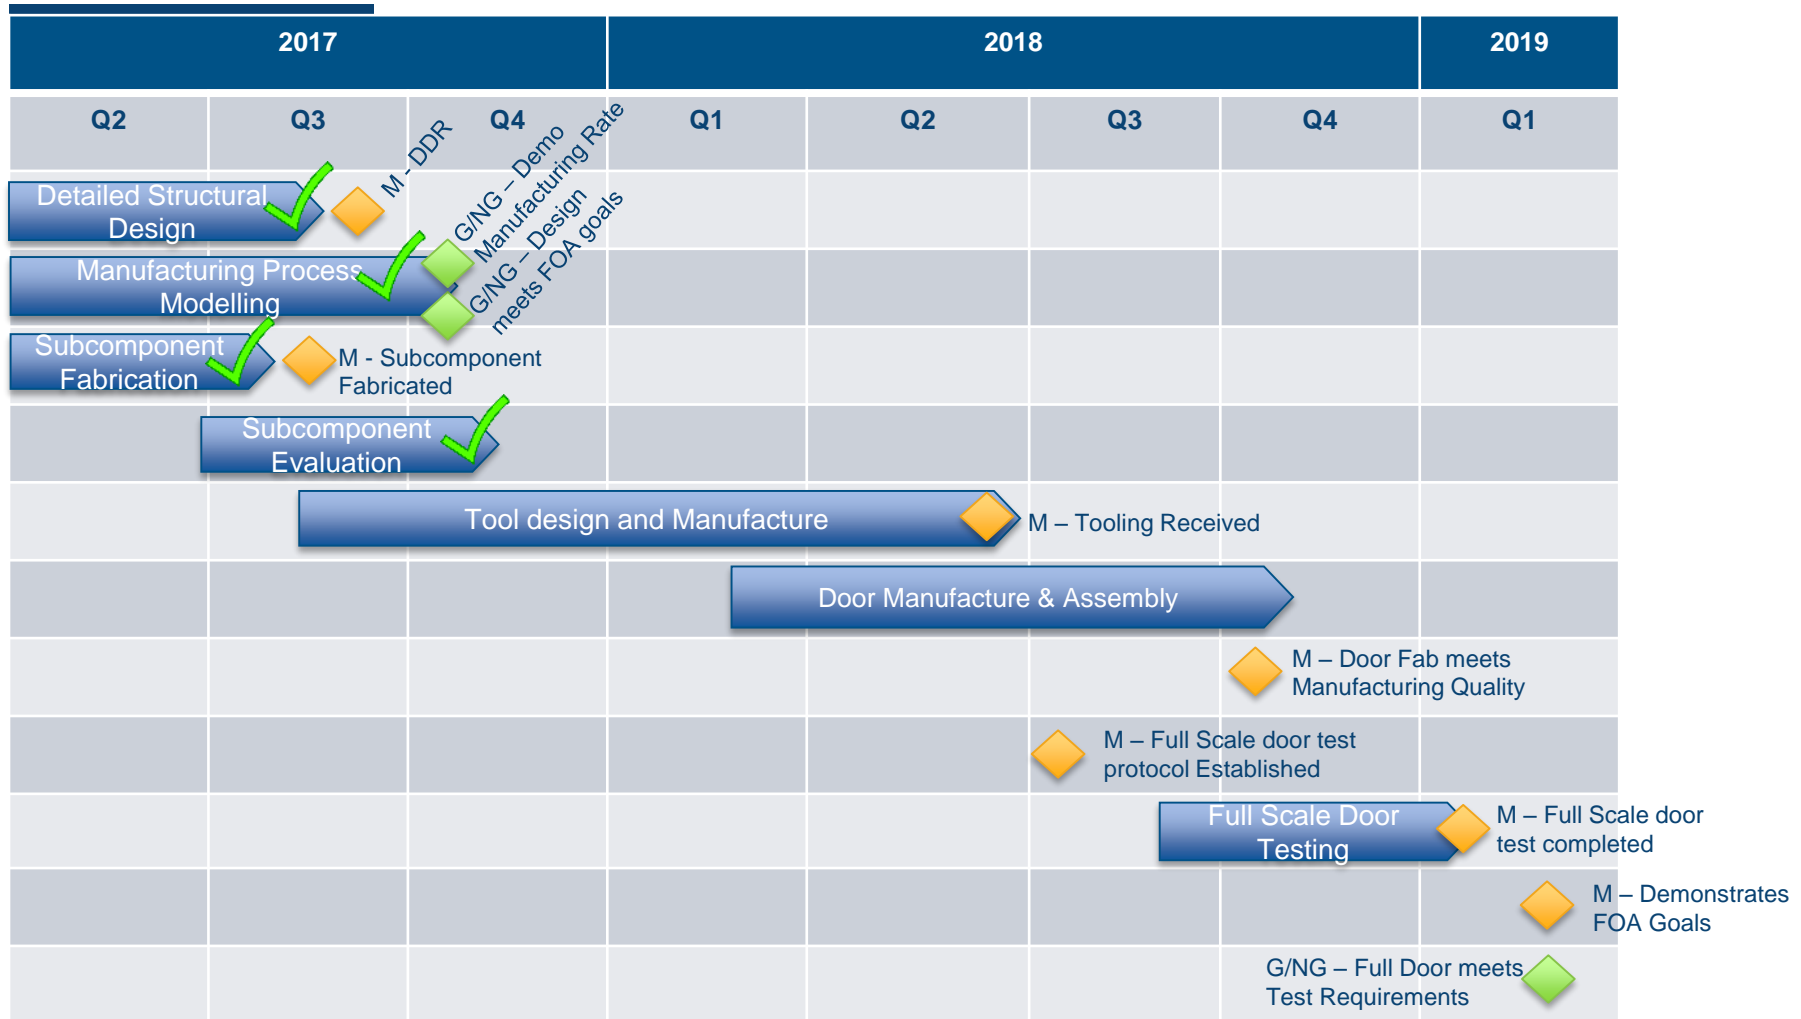 2017
2018
2019
Q2
Q3
Q4
Q1
Q2
Q3
Q4
Q1
Detailed Structural
Design
M - DDR
Manufacturing Process
Modelling
G/NG – Demo
Manufacturing Rate
G/NG – Design
meets FOA goals
Subcomponent
Fabrication
M - Subcomponent
Fabricated
Subcomponent
Evaluation
Tool design and Manufacture
M – Tooling Received
Door Manufacture & Assembly
M – Door Fab meets
Manufacturing Quality
M – Full Scale door test
protocol Established
Full Scale Door
Testing
M – Full Scale door
test completed
M – Demonstrates
FOA Goals
G/NG – Full Door meets
Test Requirements